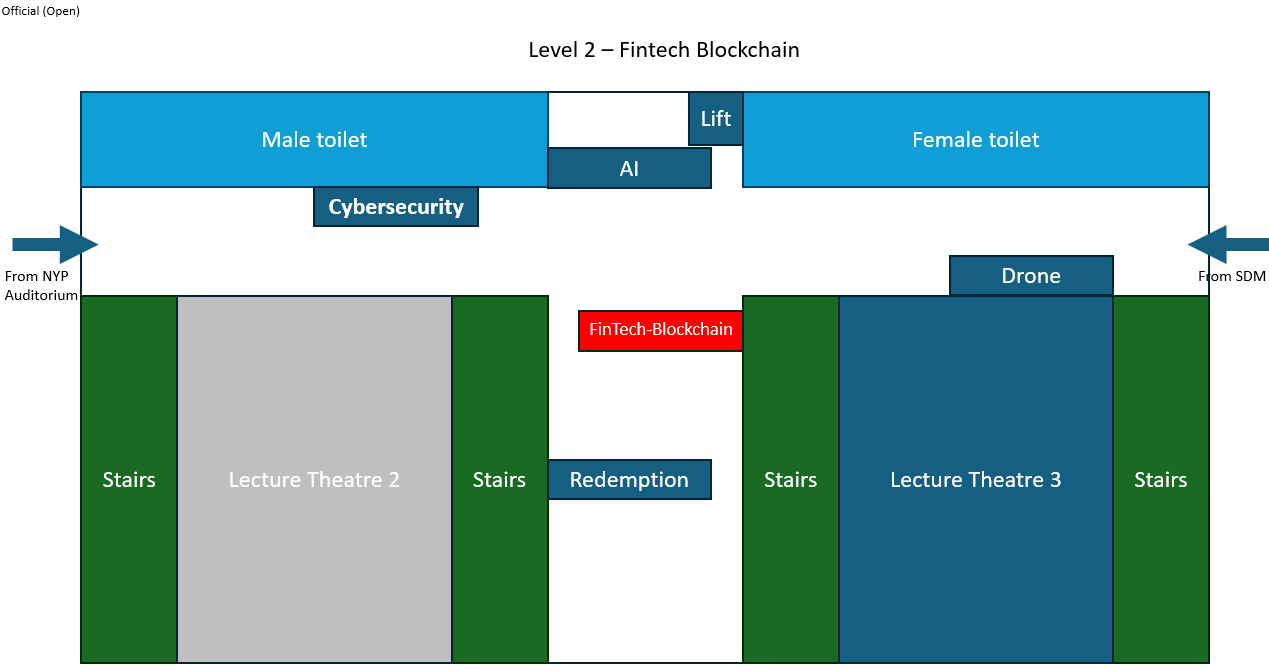 Official (Open)
Level 2 – Fintech Blockchain
Lift
Male toilet
Female toilet
AI
Cybersecurity
From NYP
Auditorium
Drone
From SDM
FinTech-Blockchain
Stairs
Lecture Theatre 2
Stairs
Redemption
Stairs
Lecture Theatre 3
Stairs